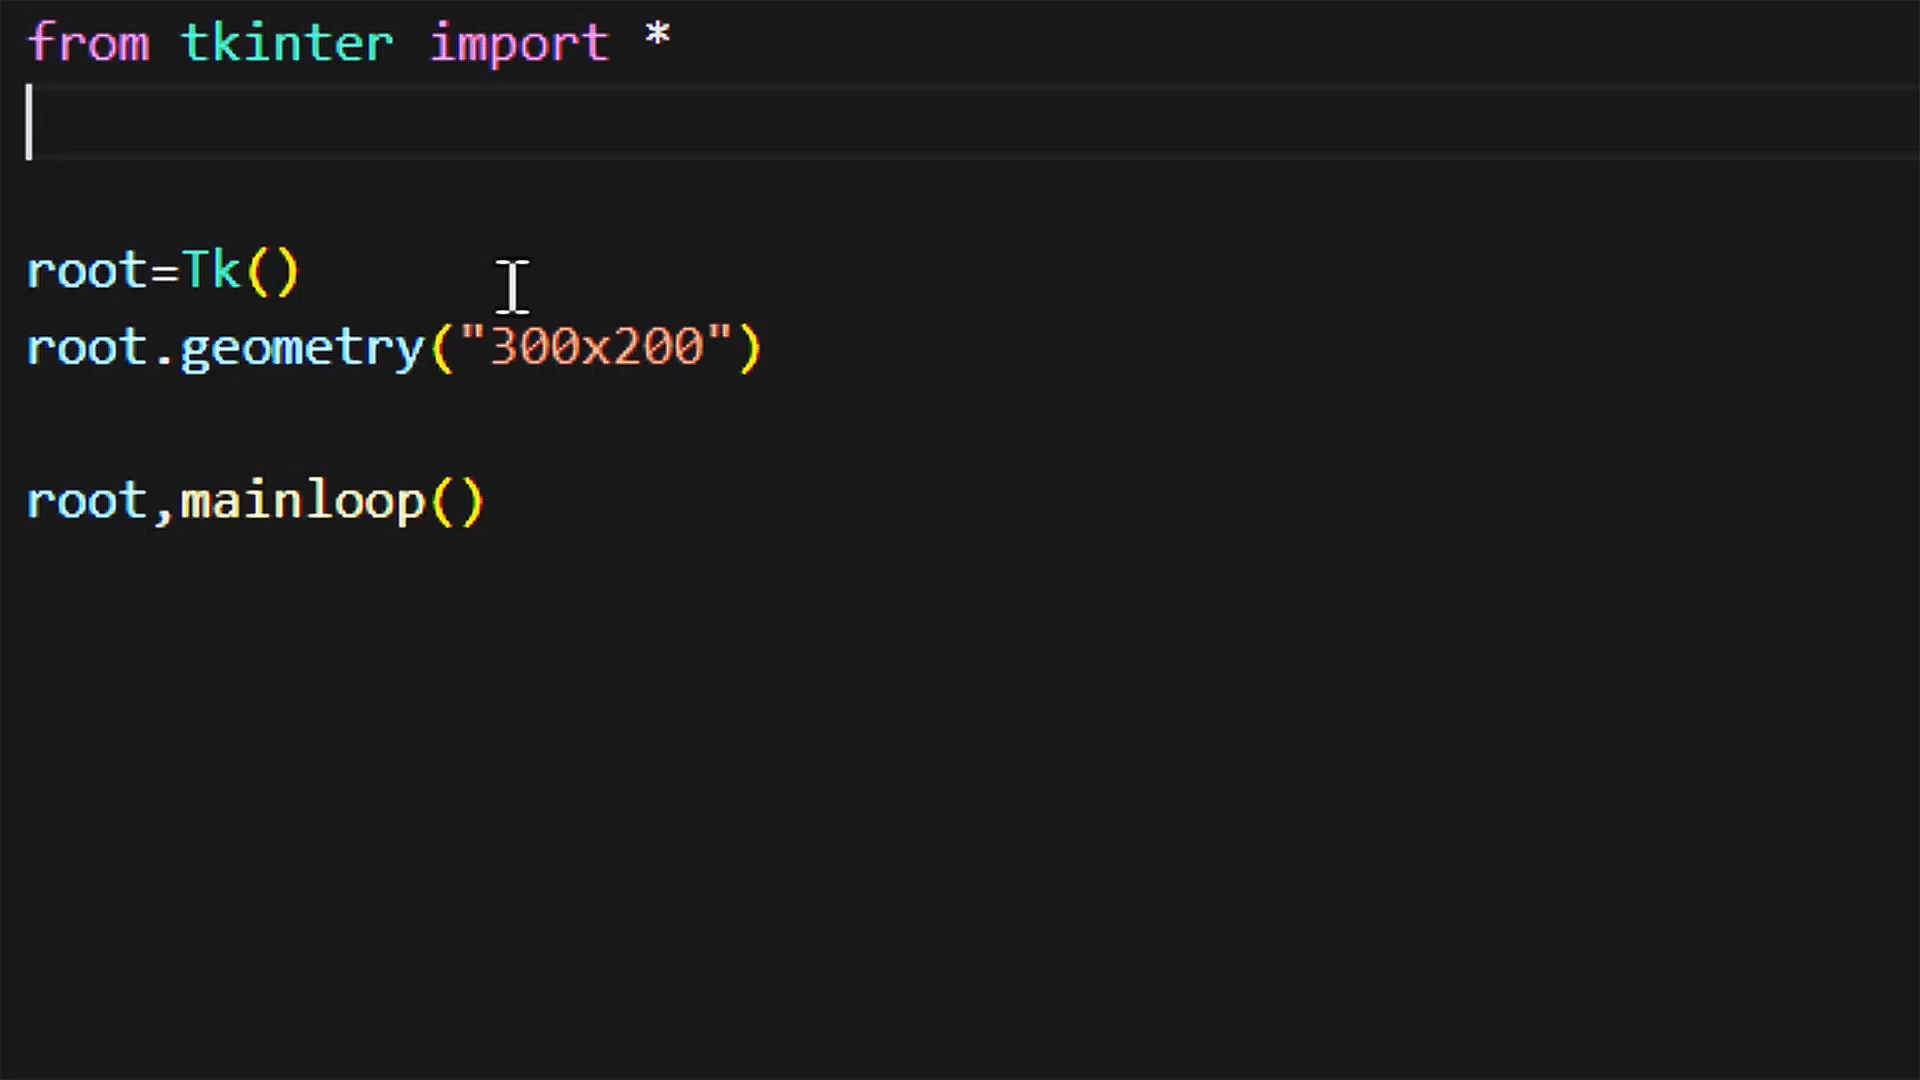 from tkinter import *
root=Tk()
root.geometry("300x200")
root,mainloop()